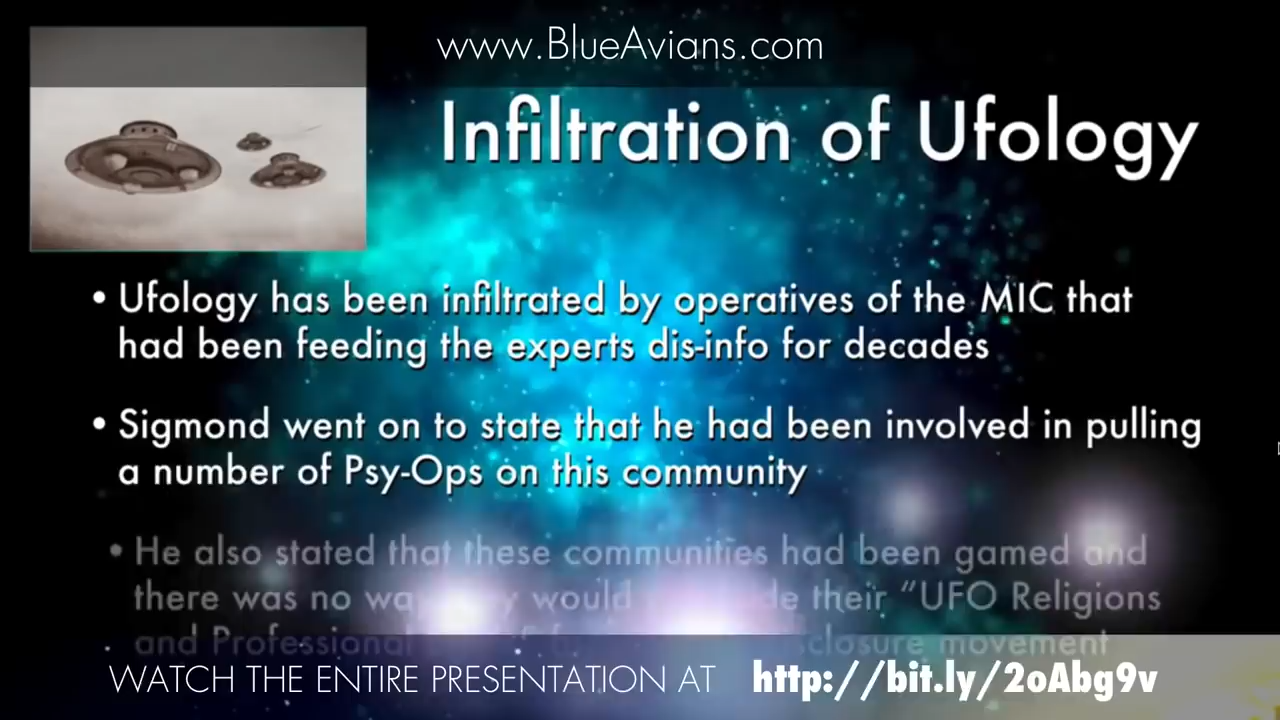 www.BlueAvians.com
Infiltration of Ufology
• Ufology has been infiltrated by operatives of the MIC that
had been feeding the experts dis-info for decades
• Sigmond went on to state that he had been involved in pulling
a number of Psy-Ops on this community
• He also stated that these communities had been gamed and
there was no would their “UFO Religions
and Professional movement
WATCH THE ENTIRE PRESENTATION AT http://bit.ly/2oAbg9v